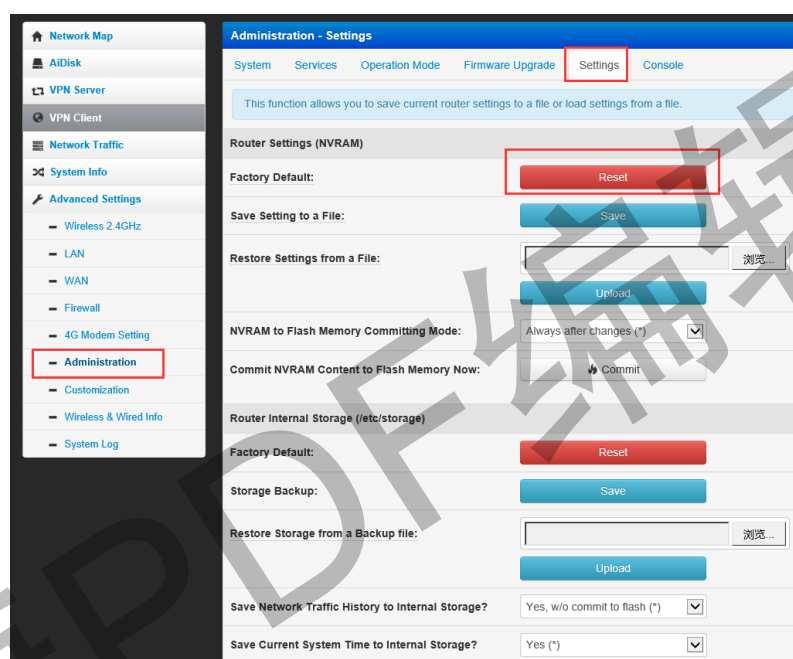 Network Map
AiDisk
VPN Server
VPN Client
Network Traffic
System Info
Advanced Settings
Wireless 2.4GHz
LAN
WAN
Firewall
4G Modem Setting
Administration
Customization
Wireless & Wired Info
System Log
Administration - Settings
System Services Operation Mode Firmware Upgrade Settings Console
This function allows you to save current router settings to a file or load settings from a file.
Router Settings (NVRAM)
Factory Default: Reset
Save Setting to a File: Save
Restore Settings from a File: 浏览...
Upload
NVRAM to Flash Memory Committing Mode: Always after changes (*)
Commit NVRAM Content to Flash Memory Now: Commit
Router Internal Storage (/etc/storage)
Factory Default: Reset
Storage Backup: Save
Restore Storage from a Backup file: 浏览...
Upload
Save Network Traffic History to Internal Storage? Yes, w/o commit to flash (*)
Save Current System Time to Internal Storage? Yes (*)
PDF编辑